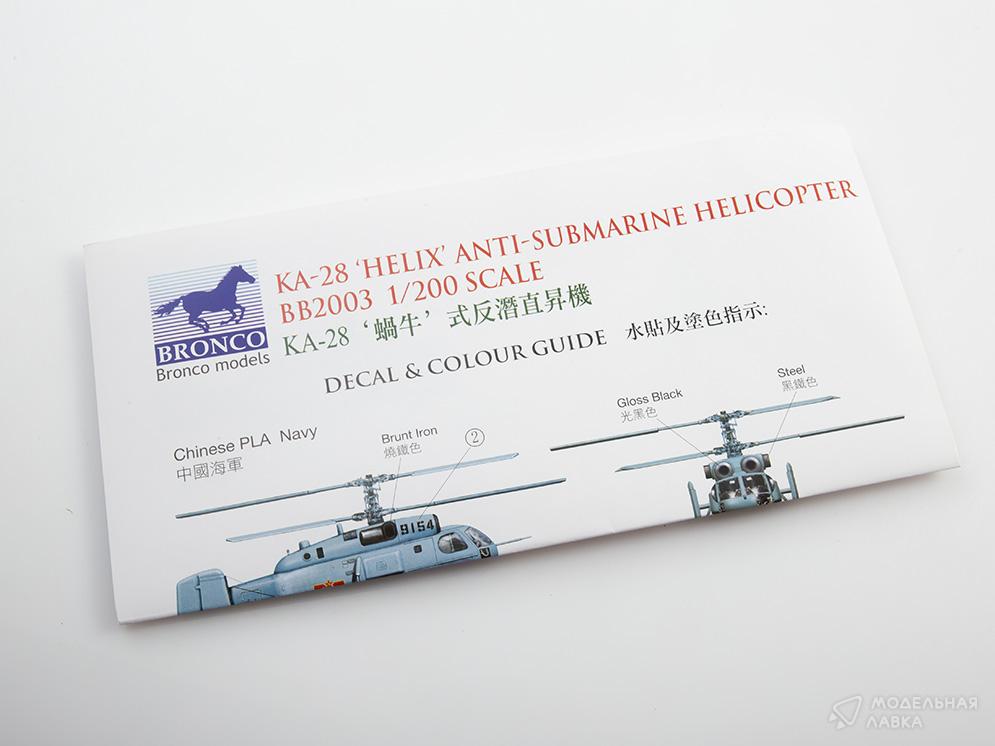 KA-28 ‘HELIX’ ANTI-SUBMARINE HELICOPTER
BB2003 1/200 SCALE
KA-28 ‘蝸牛’ 式反潛直昇機
BRONCO
Bronco models
DECAL & COLOUR GUIDE 水貼及塗色指示:
Chinese PLA Navy
中國海軍
Brunt Iron
燒鐵色
2
Gloss Black
光黑色
Steel
黑鐵色
9154
МОДЕЛЬНАЯ
ЛАВКА